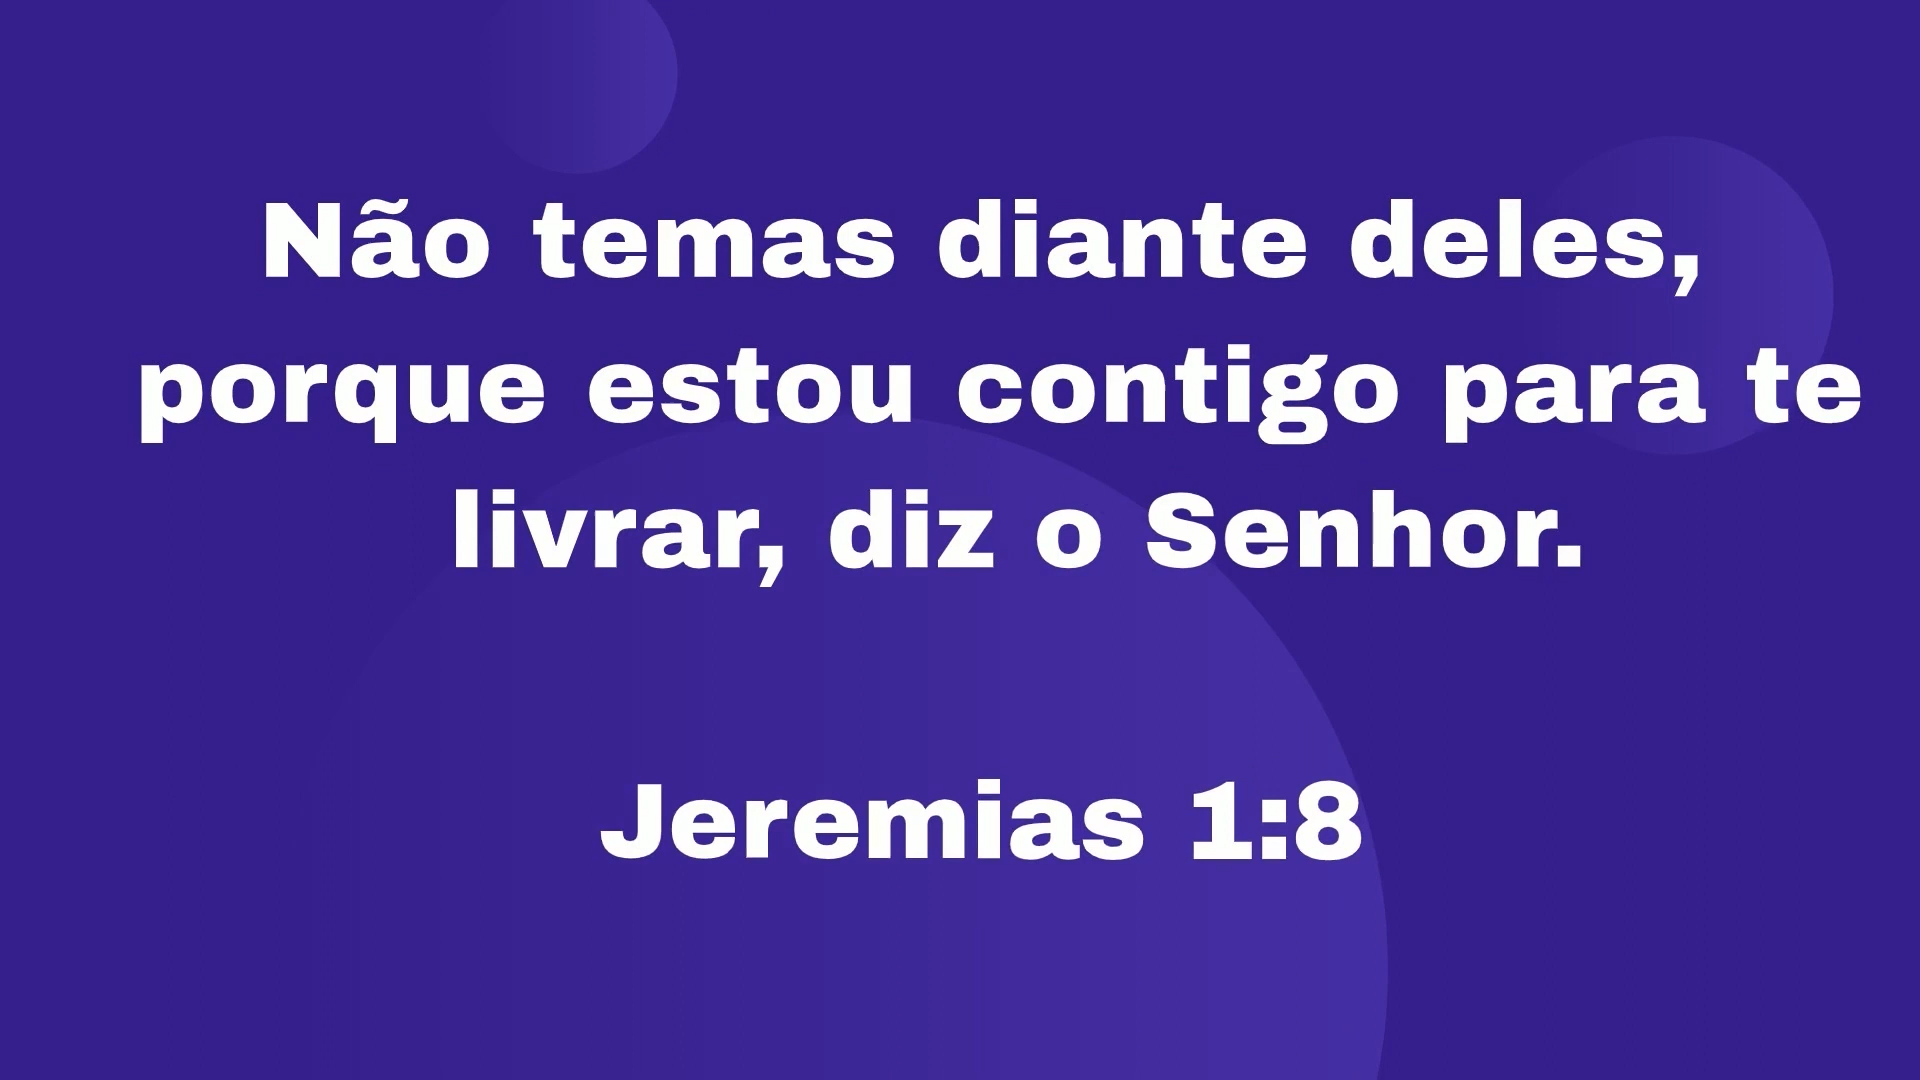 Não temas diante deles,
porque estou contigo para te
livrar, diz o Senhor.
Jeremias 1:8